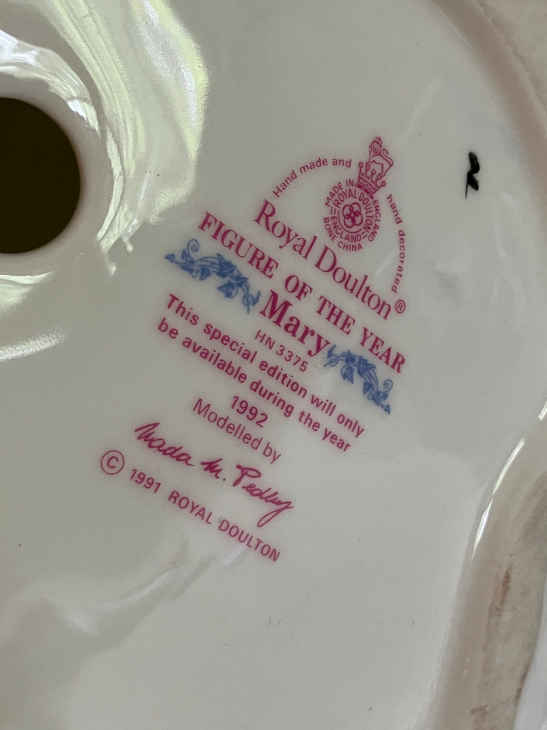 Hand made and hand decorated
MADE IN ENGLAND
ROYAL DOULTON
ENGLAND
BONE CHINA
Royal Doulton®
FIGURE OF THE YEAR
Mary
HN 3375
This special edition will only
be available during the year
1992
Modelled by
Nada M. Pedley
© 1991 ROYAL DOULTON
2